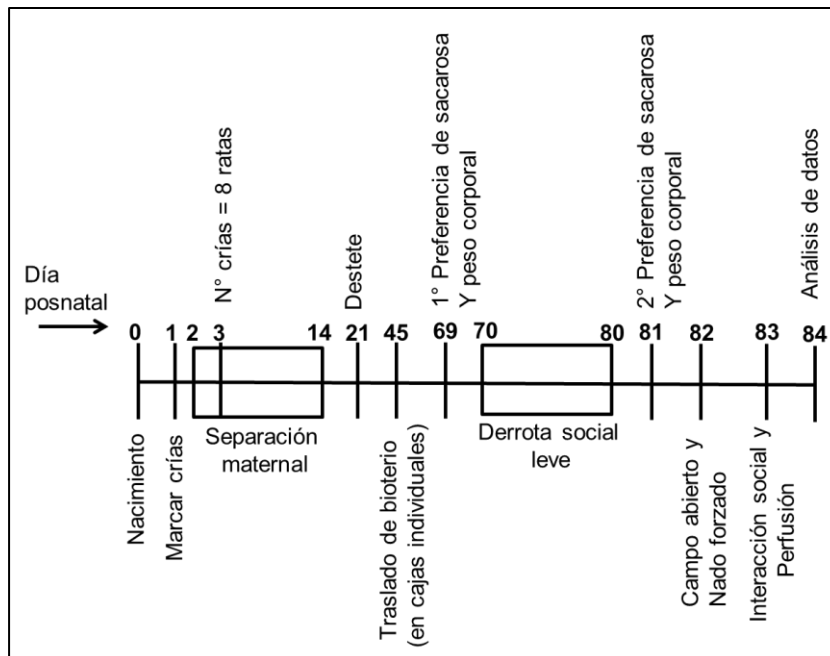 Día
posnatal
0 1 2 3 14 21 45 69 70 80 81 82 83 84
N° crías = 8 ratas
Destete
1° Preferencia de sacarosa
Y peso corporal
2° Preferencia de sacarosa
Y peso corporal
Análisis de datos
Nacimiento
Marcar crías
Separación
maternal
Traslado de bioterio
(en cajas individuales)
Derrota social
leve
Campo abierto y
Nado forzado
Interacción social y
Perfusión